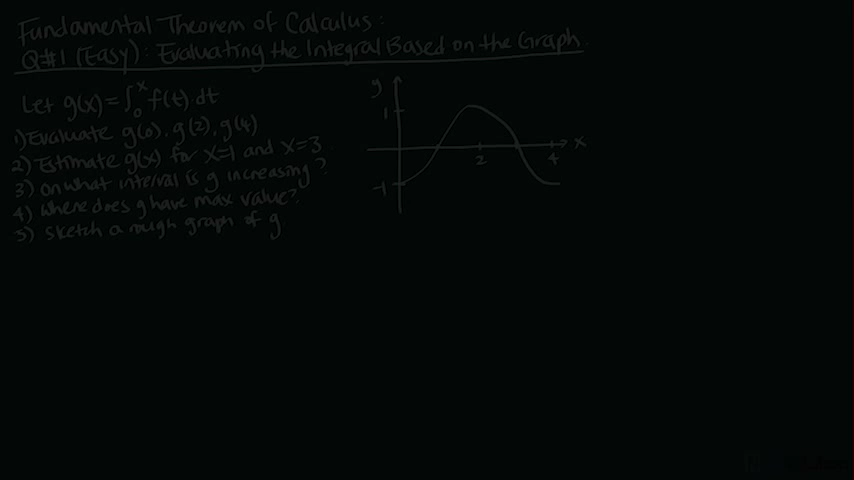 Fundamental Theorem of Calculus:
Q#1 (Easy): Evaluating the Integral Based on the Graph.
Let g(x) = ∫₀ˣ f(t)·dt
1) Evaluate g(0), g(2), g(4)
2) Estimate g(x) for x=1 and x=3.
3) On what interval is g increasing?
4) Where does g have max value?
5) Sketch a rough graph of g
y
1
x
2
4
-1